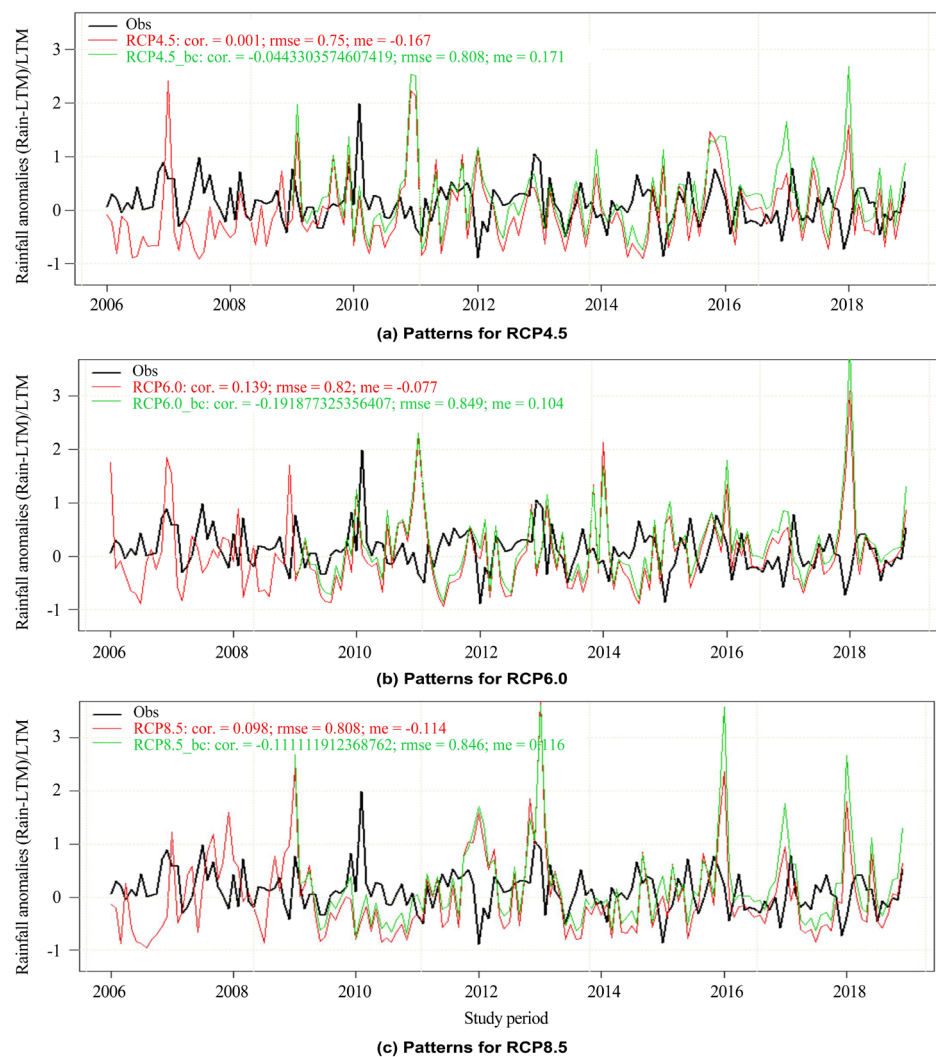 Obs
RCP4.5: cor. = 0.001; rmse = 0.75; me = -0.167
RCP4.5_bc: cor. = -0.0443303574607419; rmse = 0.808; me = 0.171
Rainfall anomalies (Rain-LTM)/LTM
3
2
1
0
-1
2006 2008 2010 2012 2014 2016 2018
(a) Patterns for RCP4.5
Obs
RCP6.0: cor. = 0.139; rmse = 0.82; me = -0.077
RCP6.0_bc: cor. = -0.191877325356407; rmse = 0.849; me = 0.104
Rainfall anomalies (Rain-LTM)/LTM
3
2
1
0
-1
2006 2008 2010 2012 2014 2016 2018
(b) Patterns for RCP6.0
Obs
RCP8.5: cor. = 0.098; rmse = 0.808; me = -0.114
RCP8.5_bc: cor. = -0.111111912368762; rmse = 0.846; me = 0.116
Rainfall anomalies (Rain-LTM)/LTM
3
2
1
0
-1
2006 2008 2010 2012 2014 2016 2018
Study period
(c) Patterns for RCP8.5